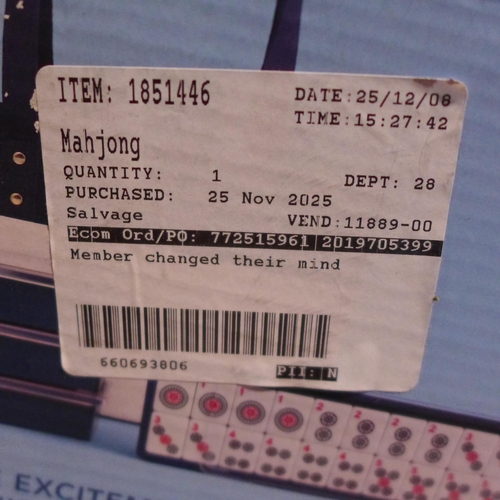 ITEM: 1851446
DATE:25/12/08
TIME:15:27:42
Mahjong
QUANTITY: 1
DEPT: 28
PURCHASED: 25 Nov 2025
Salvage
VEND:11889-00
Ecom Ord/PO: 772515961 2019705399
Member changed their mind
660693806
PII: N